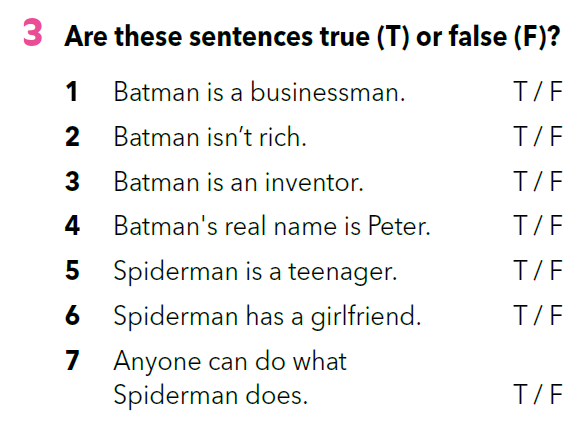 3 Are these sentences true (T) or false (F)?
1 Batman is a businessman. T / F
2 Batman isn’t rich. T / F
3 Batman is an inventor. T / F
4 Batman's real name is Peter. T / F
5 Spiderman is a teenager. T / F
6 Spiderman has a girlfriend. T / F
7 Anyone can do what
Spiderman does. T / F